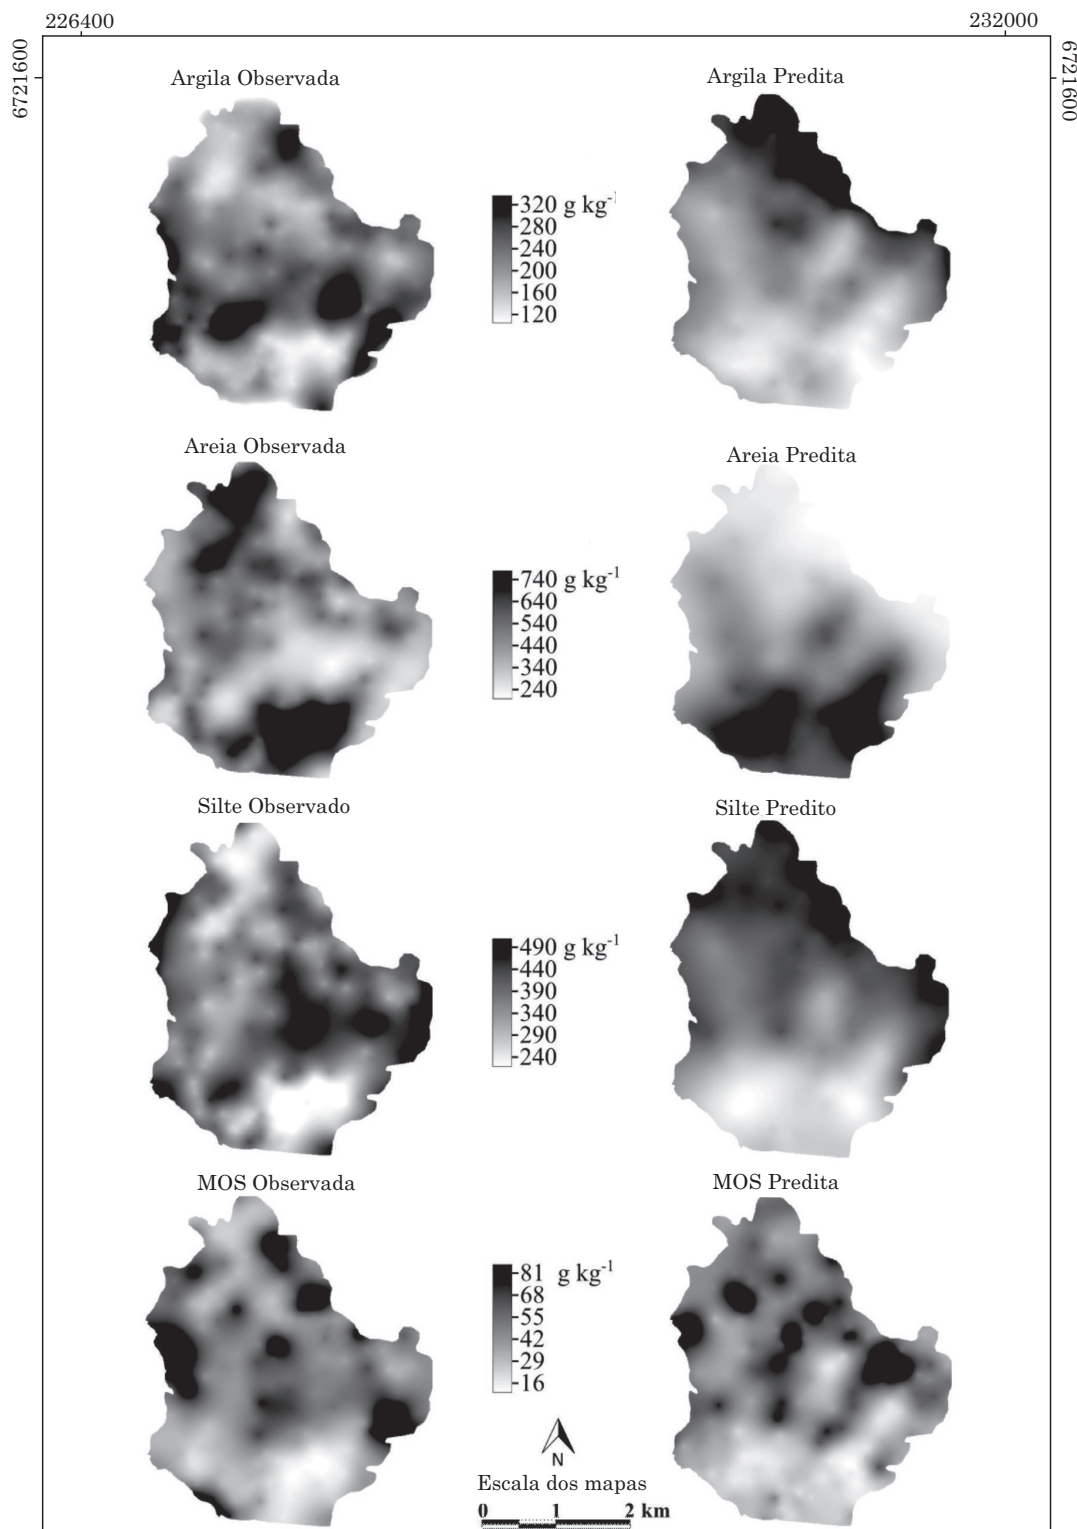 226400 232000
6721600 6721600
Argila Observada Argila Predita
320 g kg-1
280
240
200
160
120
Areia Observada Areia Predita
740 g kg-1
640
540
440
340
240
Silte Observado Silte Predito
490 g kg-1
440
390
340
290
240
MOS Observada MOS Predita
81 g kg-1
68
55
42
29
16
N
Escala dos mapas
0 1 2 km